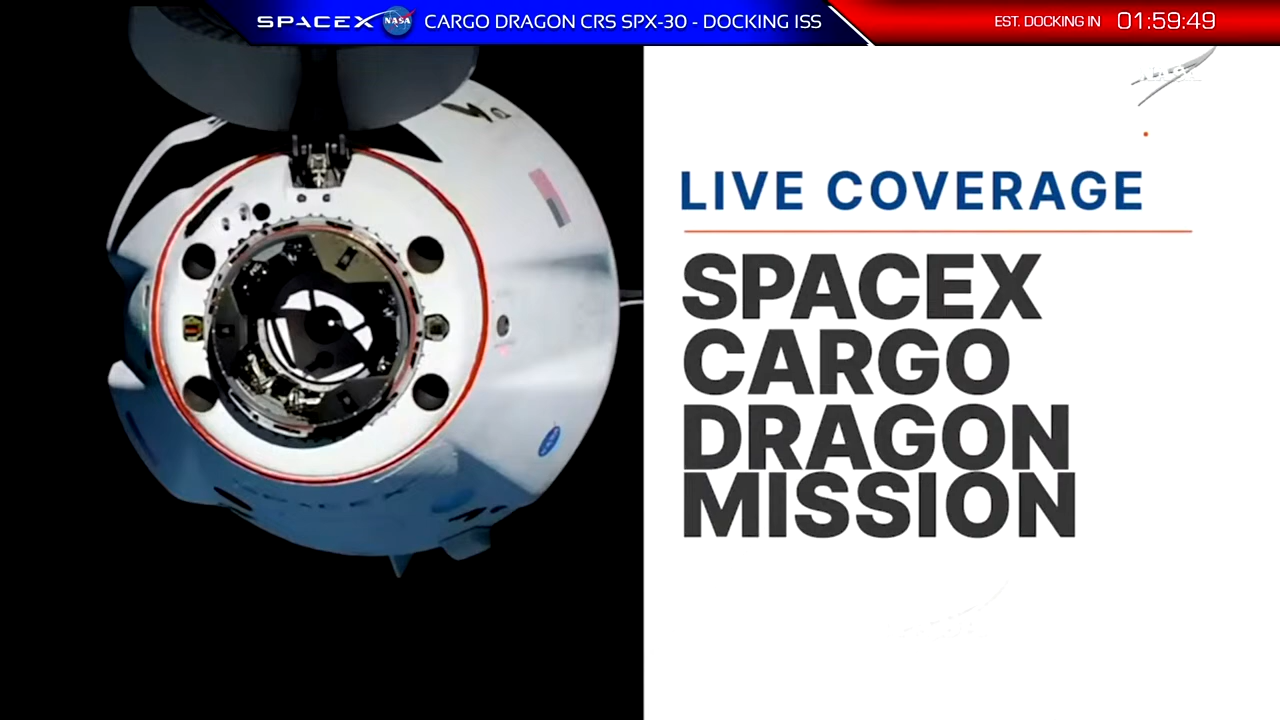 SPACEX NASA CARGO DRAGON CRS SPX-30 - DOCKING ISS EST. DOCKING IN 01:59:49
NASA
LIVE COVERAGE
SPACEX
CARGO
DRAGON
MISSION